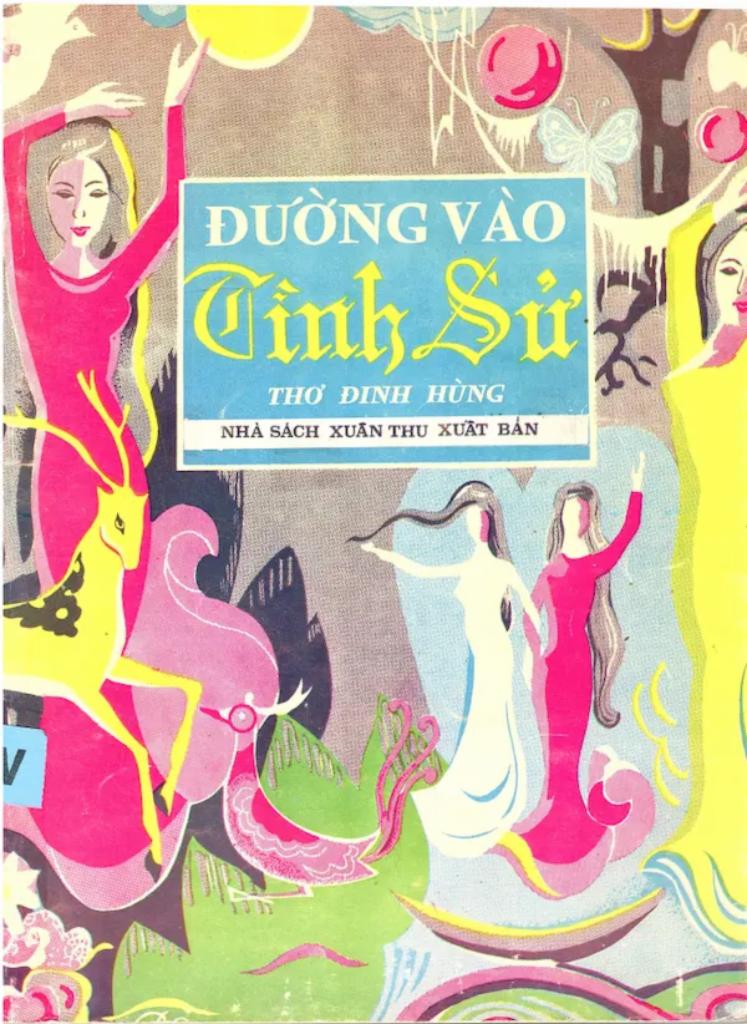 ĐƯỜNG VÀO
Tình Sử
THƠ ĐINH HÙNG
NHÀ SÁCH XUÂN THU XUẤT BẢN
V